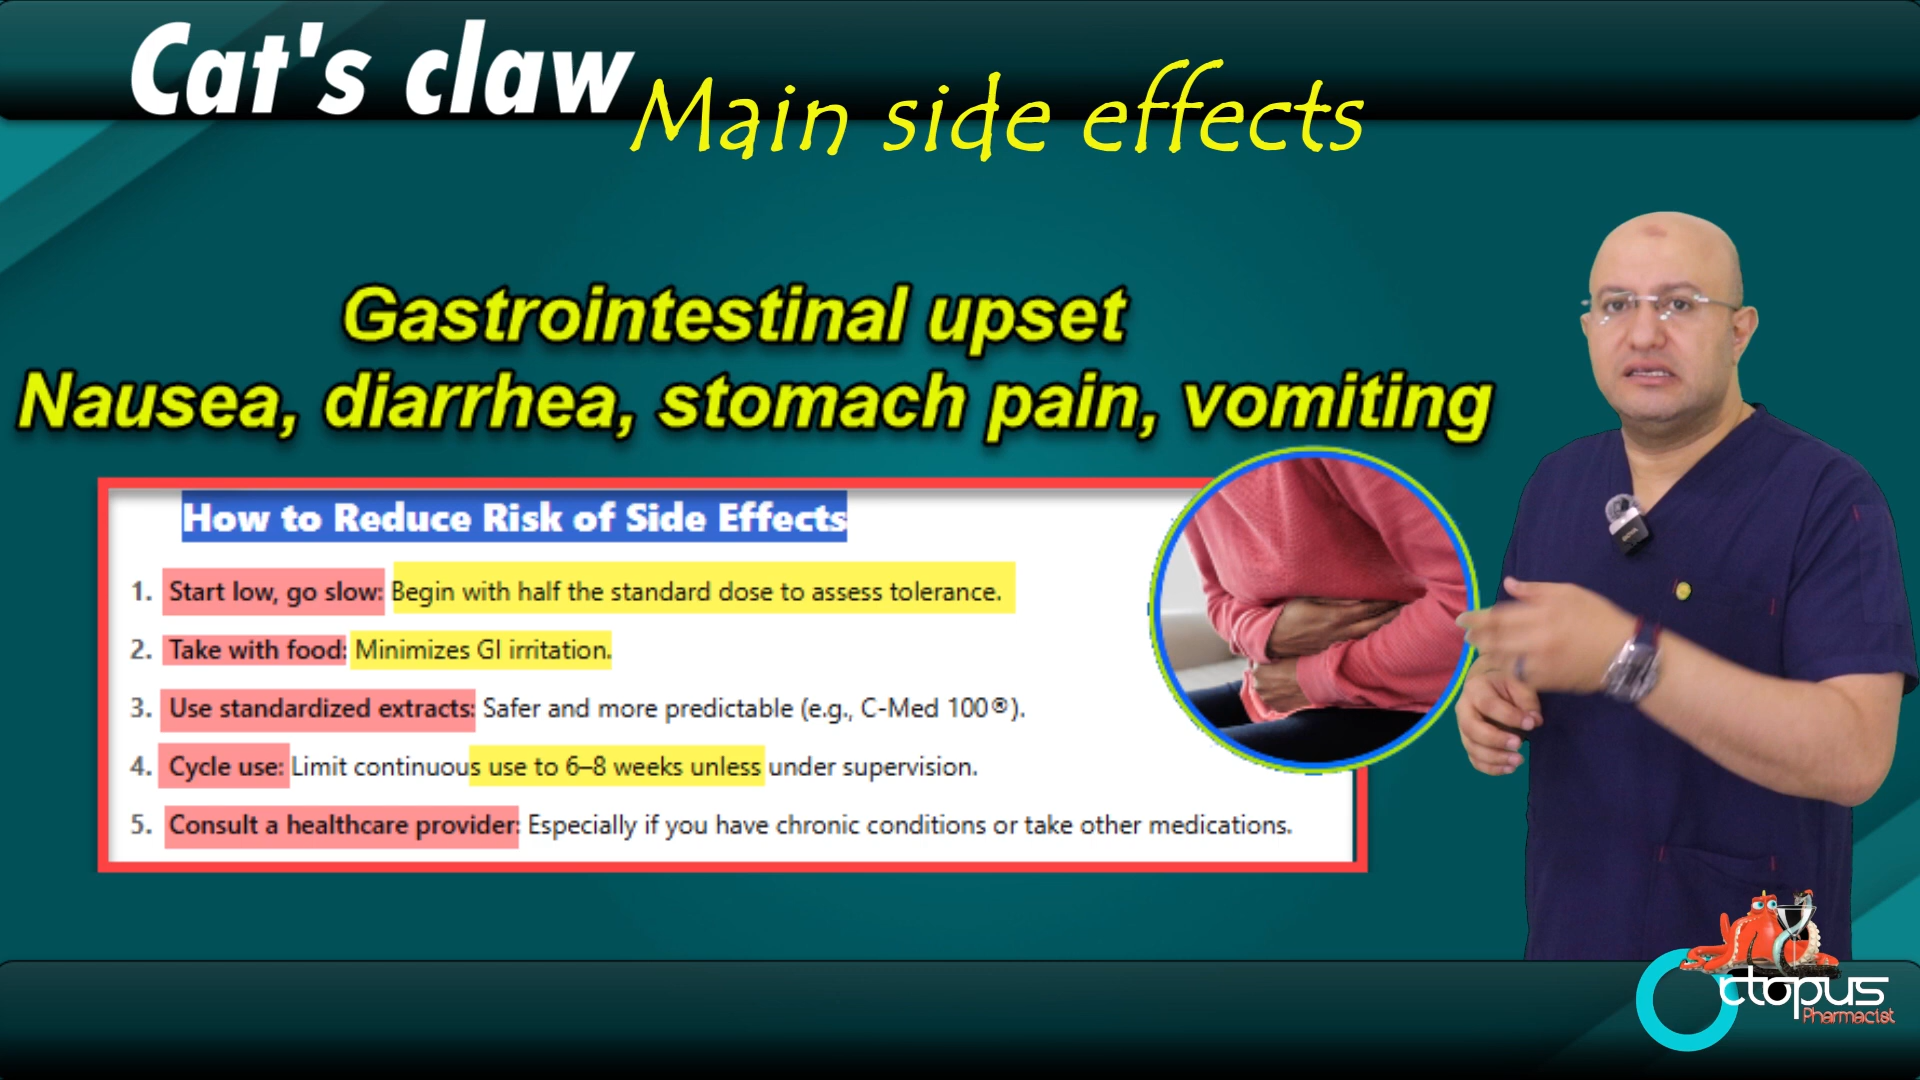 Cat's claw
Main side effects
Gastrointestinal upset
Nausea, diarrhea, stomach pain, vomiting
How to Reduce Risk of Side Effects
1. Start low, go slow: Begin with half the standard dose to assess tolerance.
2. Take with food: Minimizes GI irritation.
3. Use standardized extracts: Safer and more predictable (e.g., C-Med 100®).
4. Cycle use: Limit continuous use to 6–8 weeks unless under supervision.
5. Consult a healthcare provider: Especially if you have chronic conditions or take other medications.
Octopus
Pharmacist